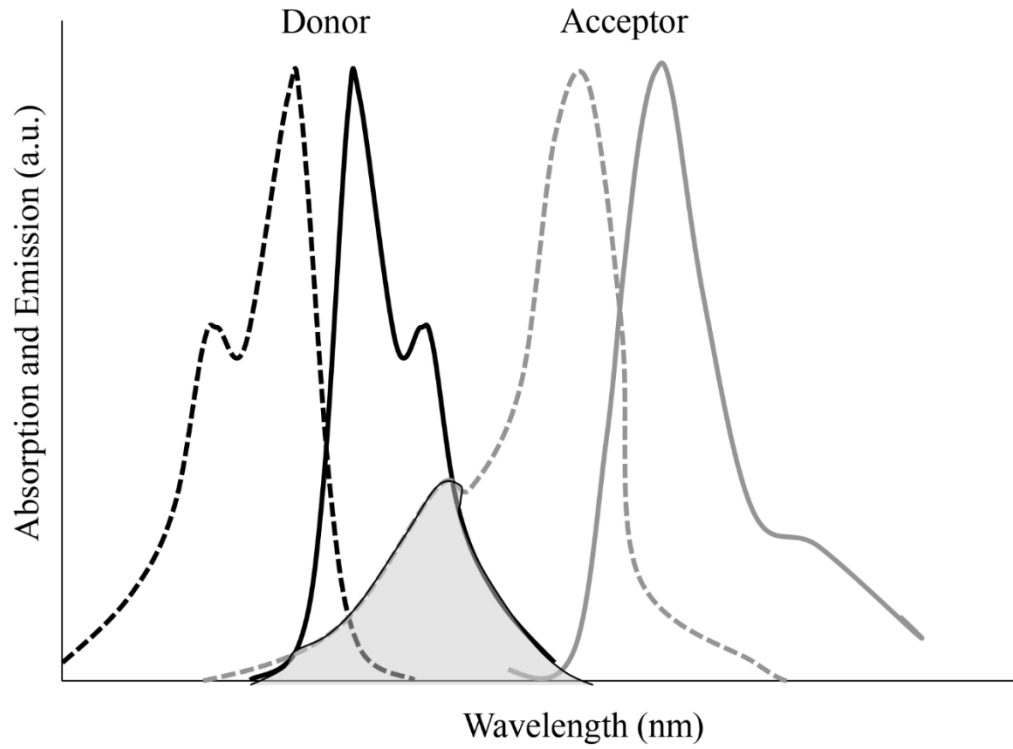 Donor
Acceptor
Absorption and Emission (a.u.)
Wavelength (nm)